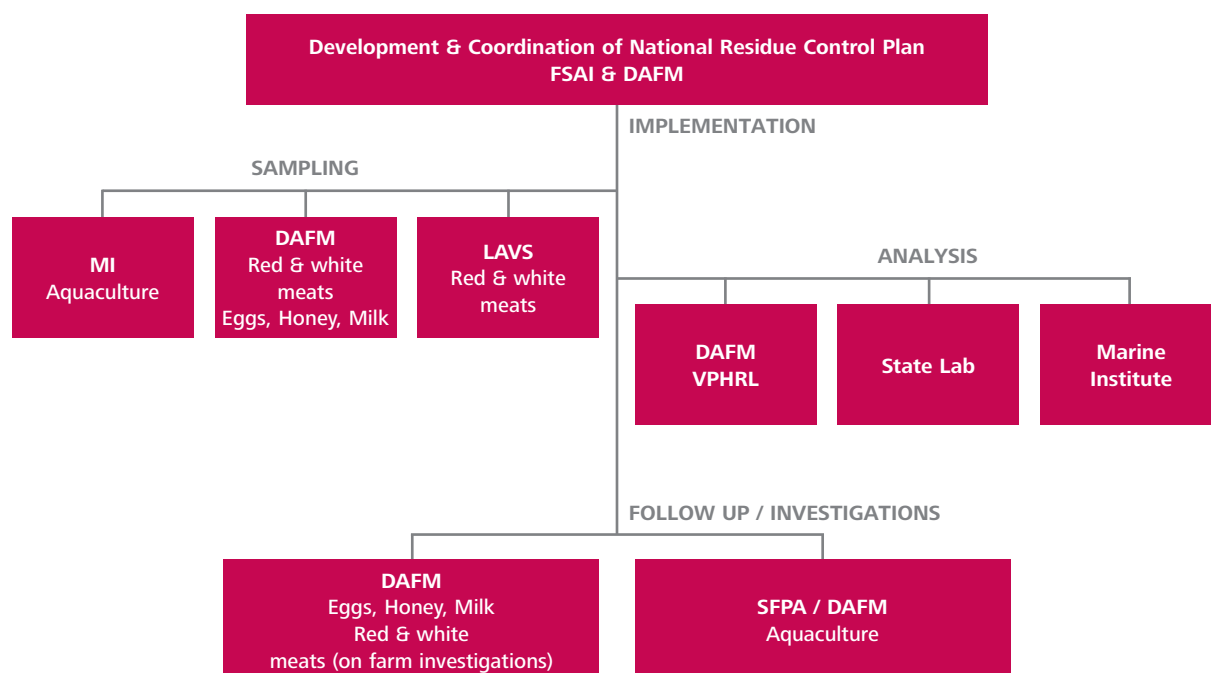 Development & Coordination of National Residue Control Plan
FSAI & DAFM
IMPLEMENTATION
SAMPLING
MI
Aquaculture
DAFM
Red & white
meats
Eggs, Honey, Milk
LAVS
Red & white
meats
ANALYSIS
DAFM
VPHRL
State Lab
Marine
Institute
FOLLOW UP / INVESTIGATIONS
DAFM
Eggs, Honey, Milk
Red & white
meats (on farm investigations)
SFPA / DAFM
Aquaculture